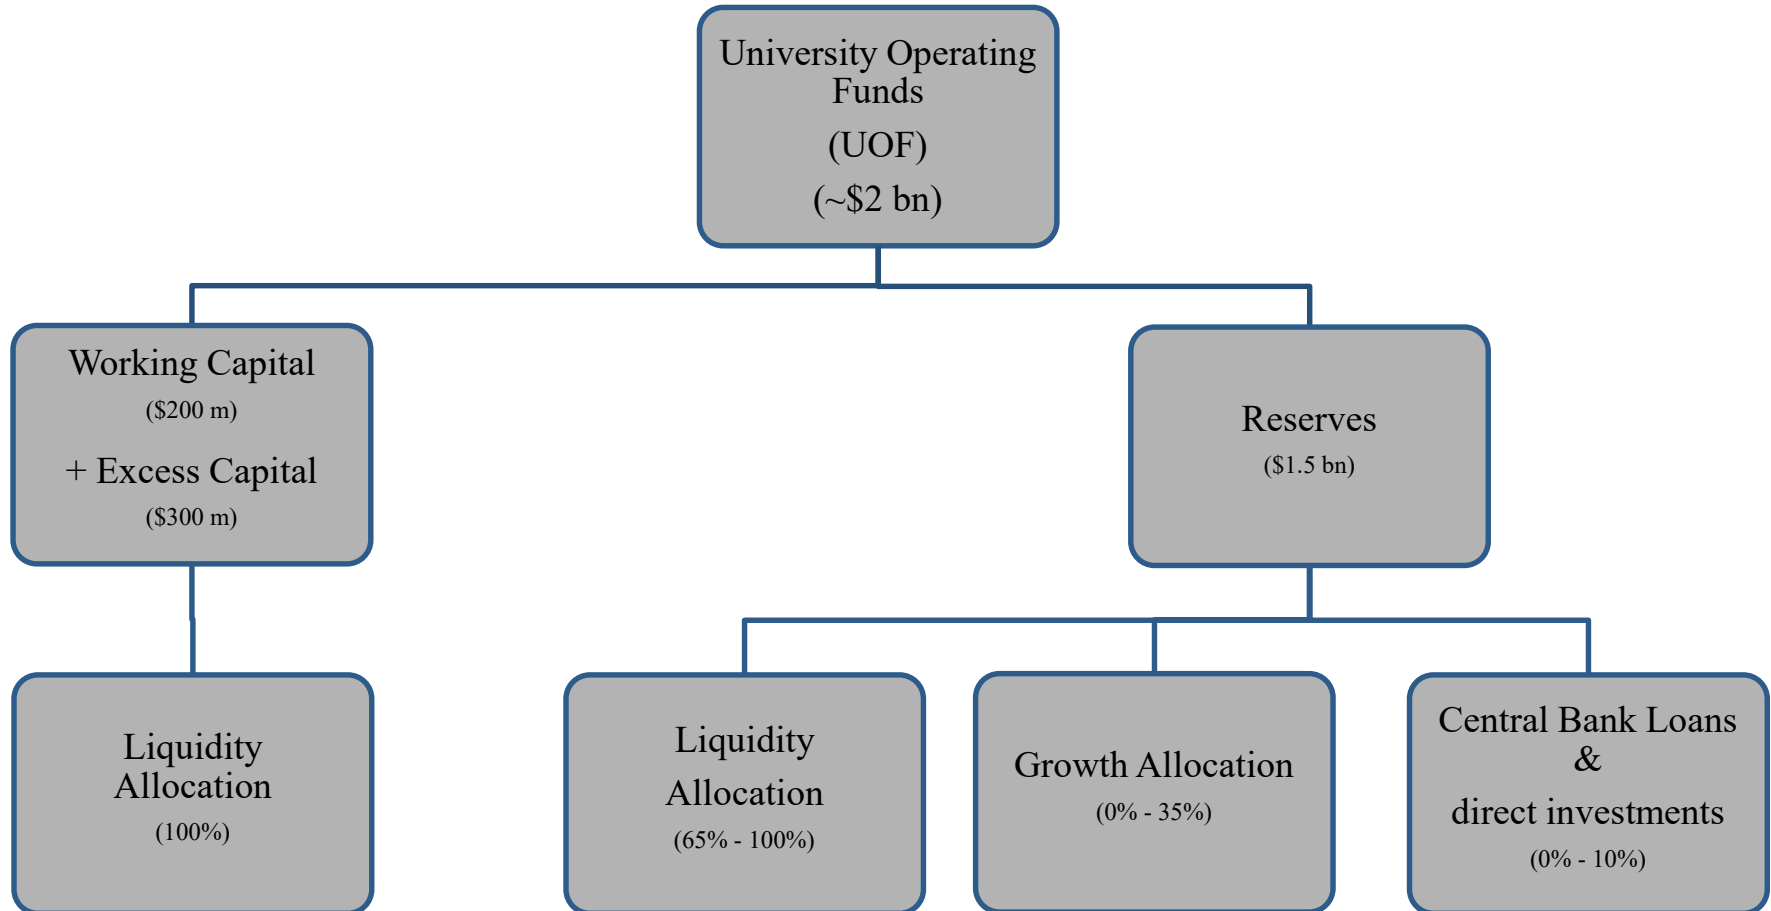 University Operating
Funds
(UOF)
(~$2 bn)
Working Capital
($200 m)
+ Excess Capital
($300 m)
Reserves
($1.5 bn)
Liquidity
Allocation
(100%)
Liquidity
Allocation
(65% - 100%)
Growth Allocation
(0% - 35%)
Central Bank Loans
&
direct investments
(0% - 10%)